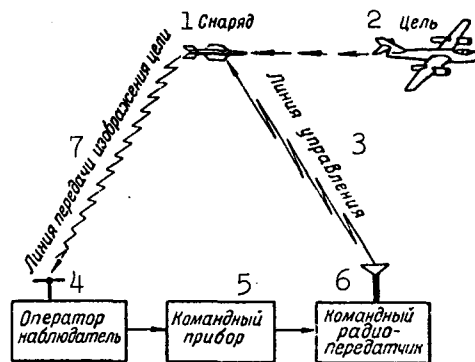 1 Снаряд
2 Цель
Линия передачи изображения цели
7
Линия управления
3
4
5
6
Оператор
наблюдатель
Командный
прибор
Командный
радио-
передатчик